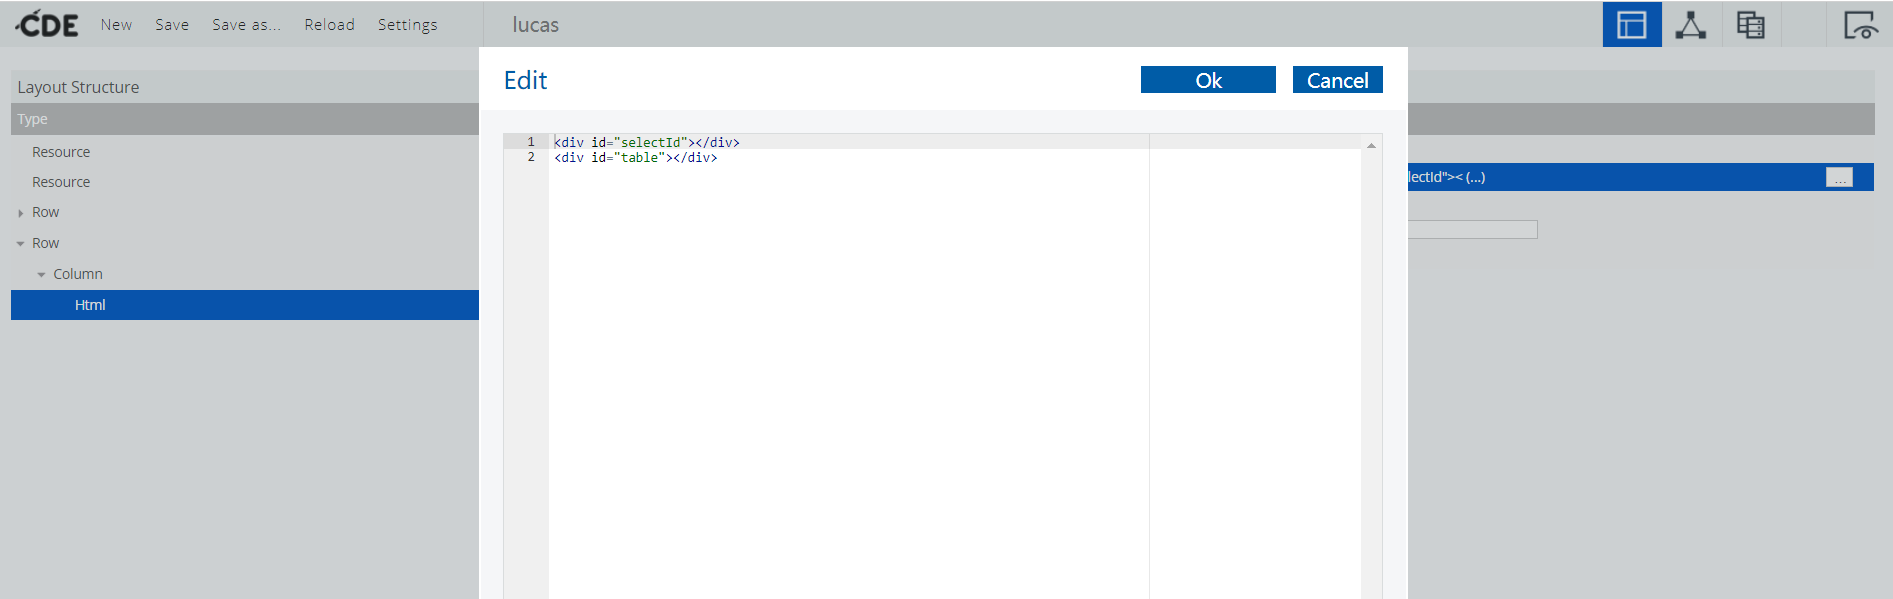 CDE New Save Save as... Reload Settings lucas
Layout Structure
Type
Resource
Resource
Row
Row
Column
Html
Edit Ok Cancel
1 <div id="selectId"></div>
2 <div id="table"></div>
lectId">< (...) ...